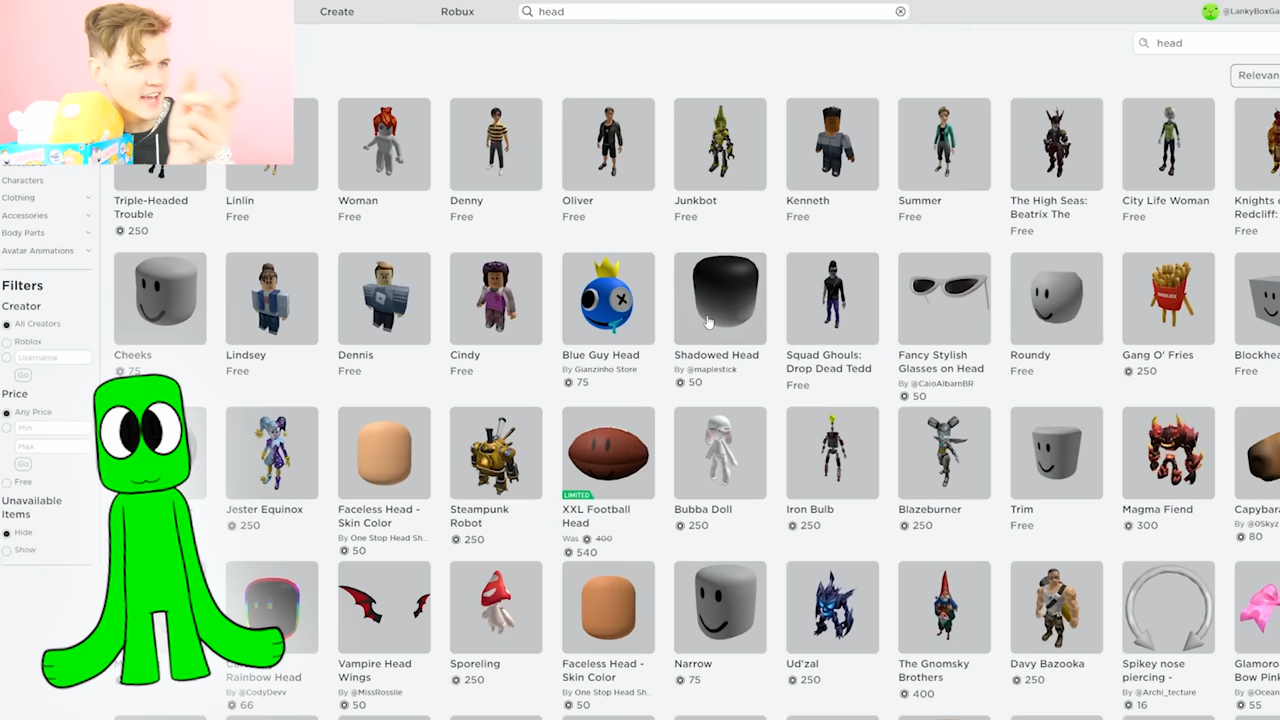 Create
Robux
head
@LankyBoxGa
head
Relevan
Characters
Clothing
Accessories
Body Parts
Avatar Animations
Filters
Creator
All Creators
Roblox
Username
Go
Price
Any Price
Min
Max
Go
Free
Unavailable
Items
Hide
Show
Triple-Headed
Trouble
250
Linlin
Free
Woman
Free
Denny
Free
Oliver
Free
Junkbot
Free
Kenneth
Free
Summer
Free
The High Seas:
Beatrix The
Free
City Life Woman
Free
Knights
Redcliff:
Free
Cheeks
75
Lindsey
Free
Dennis
Free
Cindy
Free
Blue Guy Head
By Gianzinho Store
75
Shadowed Head
By @maplestick
50
Squad Ghouls:
Drop Dead Tedd
Free
Fancy Stylish
Glasses on Head
By @CaioAlbarnBR
50
Roundy
Free
ROBLOX
Gang O' Fries
250
Blockhea
Free
Jester Equinox
250
Faceless Head -
Skin Color
By One Stop Head Sh...
50
Steampunk
Robot
250
LIMITED
XXL Football
Head
Was 400
540
Bubba Doll
250
Iron Bulb
250
Blazeburner
250
Trim
Free
Magma Fiend
300
Capybar
80
Rainbow Head
By @CodyDevv
66
Vampire Head
Wings
By @MissRossiie
50
Sporeling
250
Faceless Head -
Skin Color
By One Stop Head Sh...
50
Narrow
75
Ud'zal
250
The Gnomsky
Brothers
400
Davy Bazooka
250
Spikey nose
piercing -
By @Archi_tecture
16
Glamoro
Bow Pink
By @Ocean
55